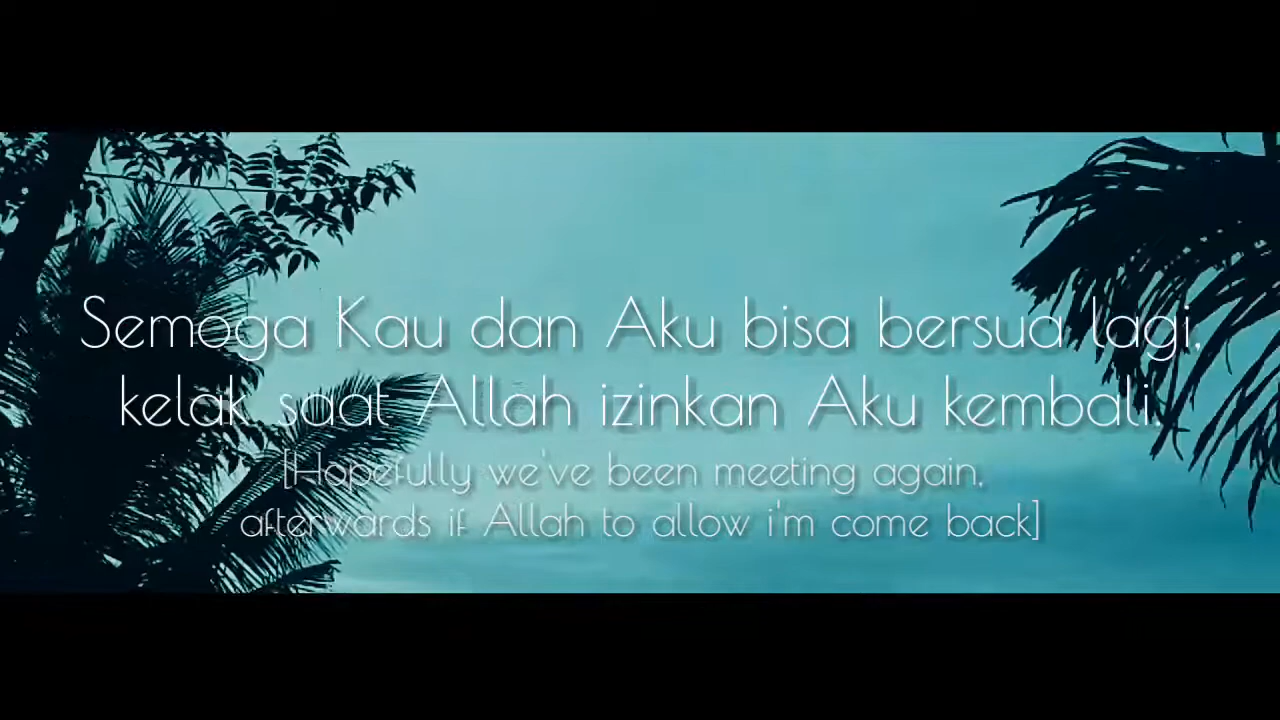 Semoga Kau dan Aku bisa bersua lagi,
kelak saat Allah izinkan Aku kembali.
[Hopefully we've been meeting again,
afterwards if Allah to allow i'm come back]